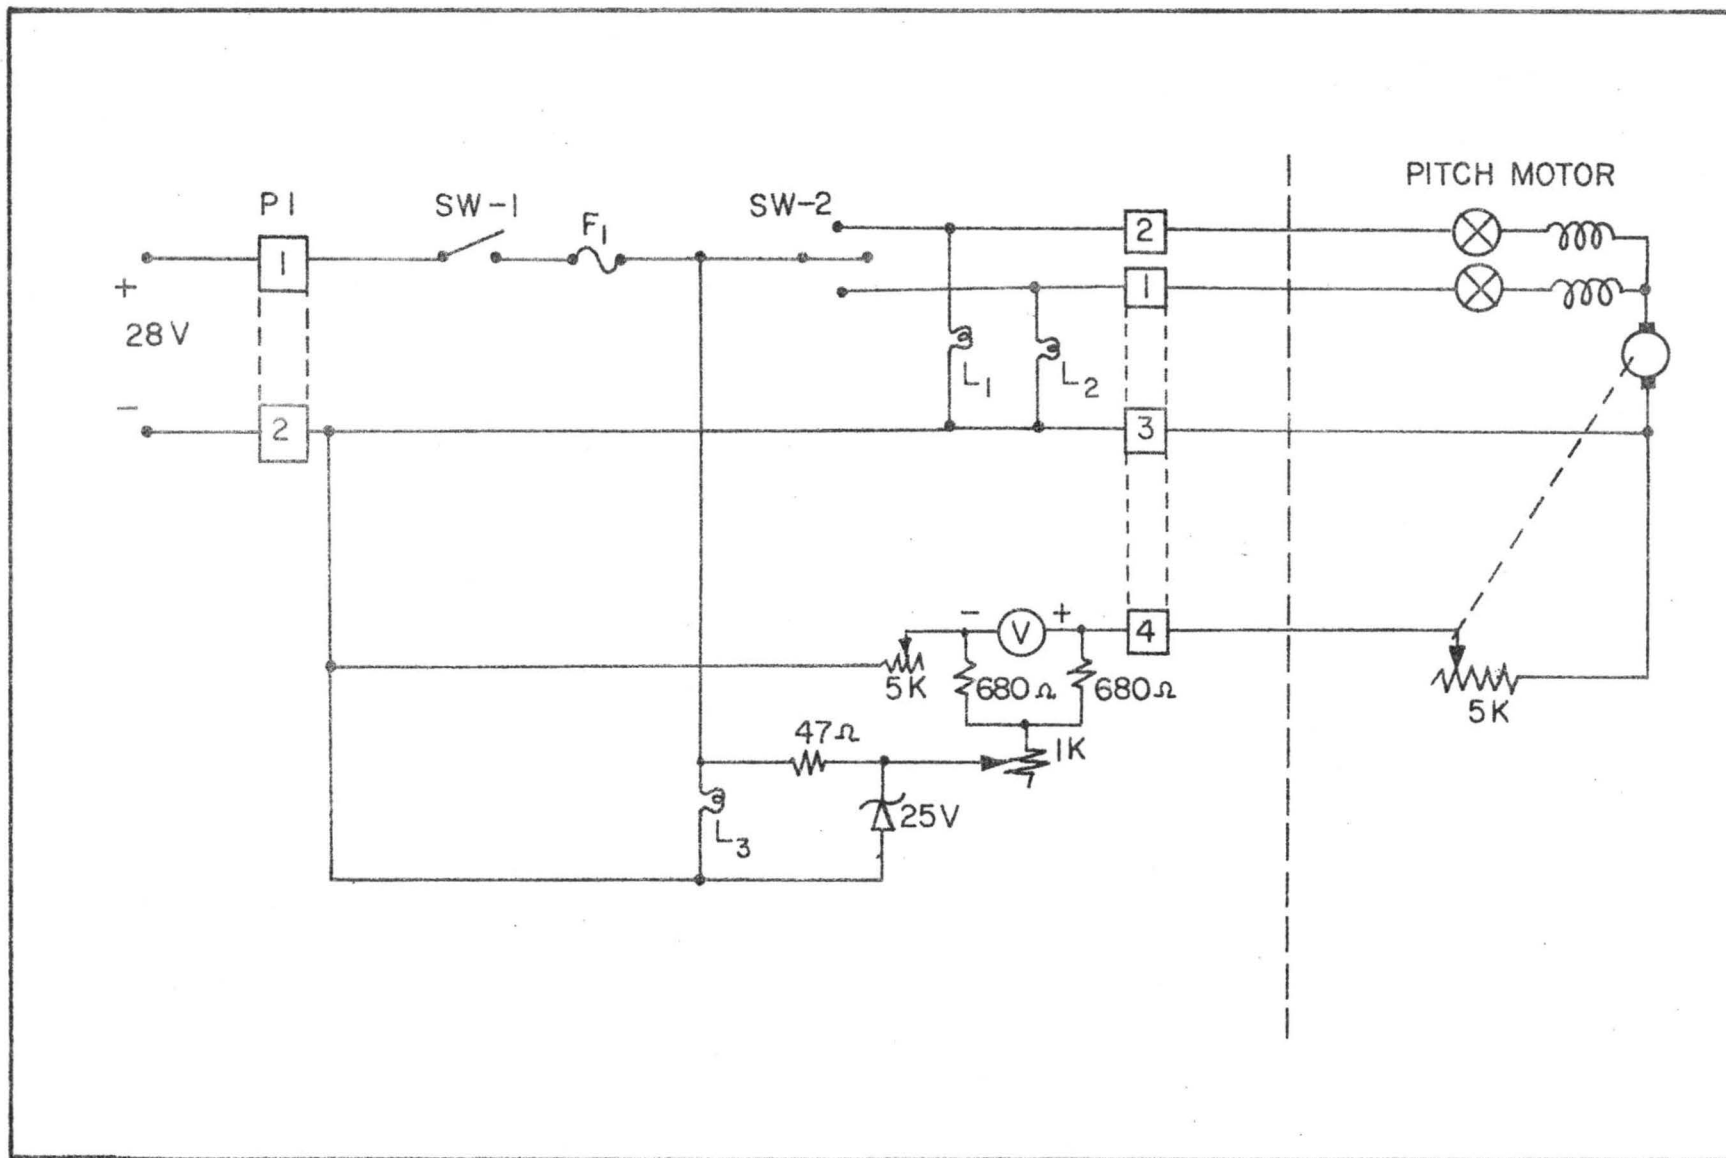 PITCH MOTOR
P1
SW-1
F1
SW-2
2
1
1
+
28V
L1
L2
-
2
3
-
V
+
4
5K
680Ω
680Ω
5K
47Ω
1K
25V
L3